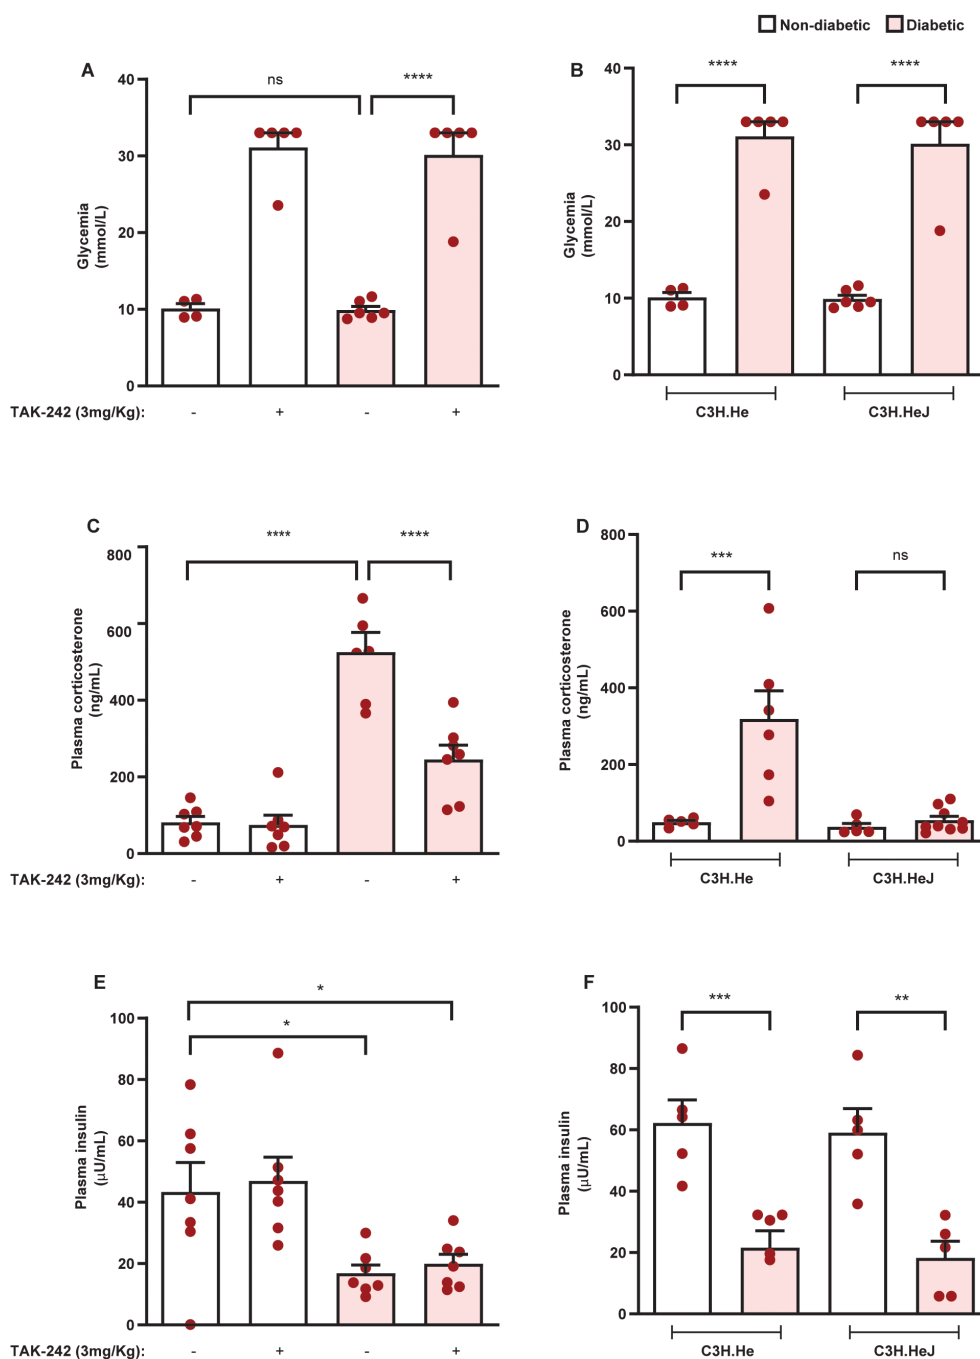 Non-diabetic Diabetic
A
ns
****
40
30
20
10
0
Glycemia
(mmol/L)
TAK-242 (3mg/Kg): - + - +
B
****
****
40
30
20
10
0
Glycemia
(mmol/L)
C3H.He C3H.HeJ
C
****
****
800
600
400
200
0
Plasma corticosterone
(ng/mL)
TAK-242 (3mg/Kg): - + - +
D
***
ns
800
600
400
200
0
Plasma corticosterone
(ng/mL)
C3H.He C3H.HeJ
E
*
*
100
80
60
40
20
0
Plasma insulin
(μU/mL)
TAK-242 (3mg/Kg): - + - +
F
***
**
100
80
60
40
20
0
Plasma insulin
(μU/mL)
C3H.He C3H.HeJ